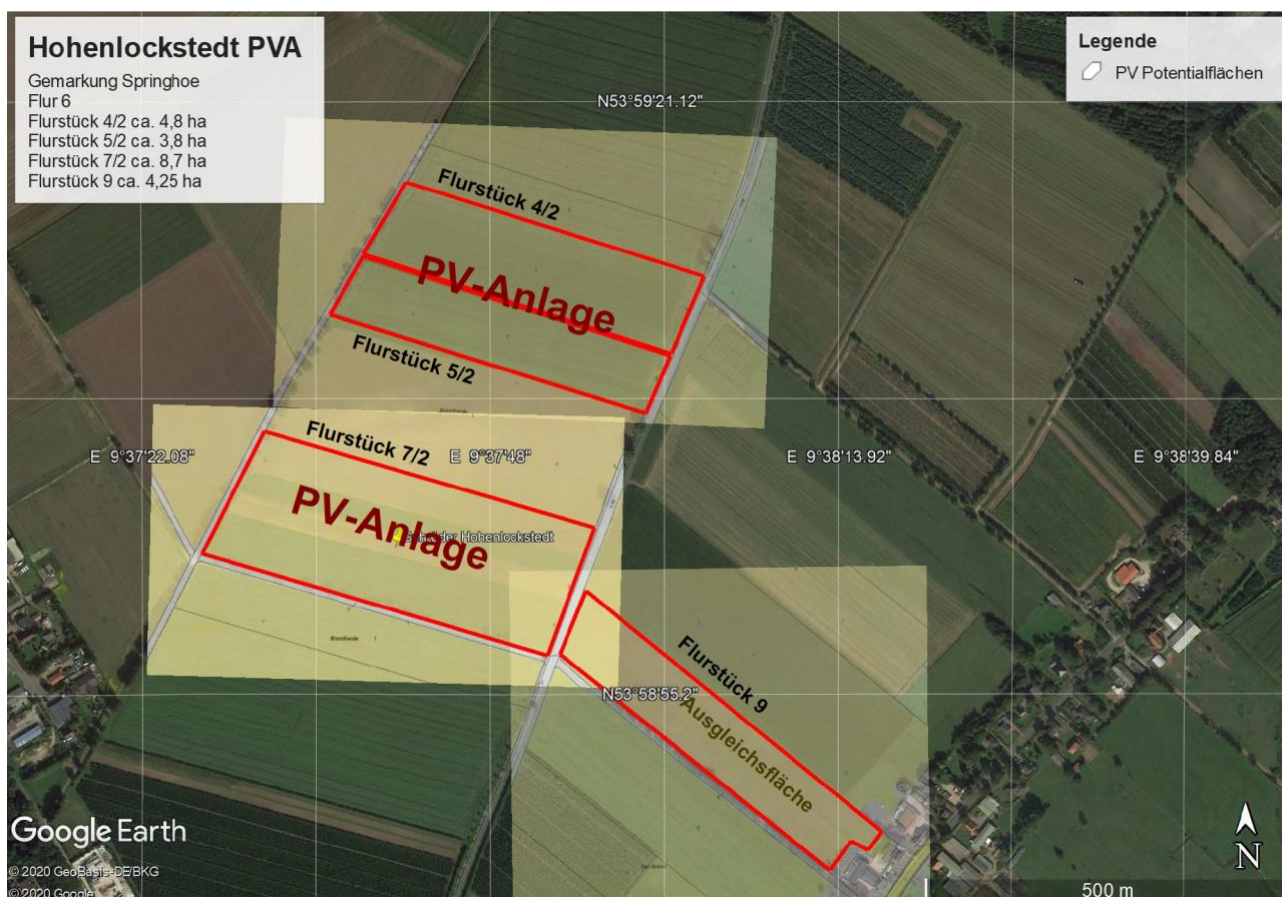 Hohenlockstedt PVA
Gemarkung Springhoe
Flur 6
Flurstück 4/2 ca. 4,8 ha
Flurstück 5/2 ca. 3,8 ha
Flurstück 7/2 ca. 8,7 ha
Flurstück 9 ca. 4,25 ha
Legende
PV Potentialflächen
N53°59'21.12"
Flurstück 4/2
PV-Anlage
Flurstück 5/2
Flurstück 7/2
E 9°37'22.08"
E 9°37'48"
E 9°38'13.92"
E 9°38'39.84"
PV-Anlage
Hohenlockstedt
Flurstück 9
N53°58'55.2"
Ausgleichsfläche
Google Earth
© 2020 GeoBasis-DE/BKG
© 2020 Google
N
500 m